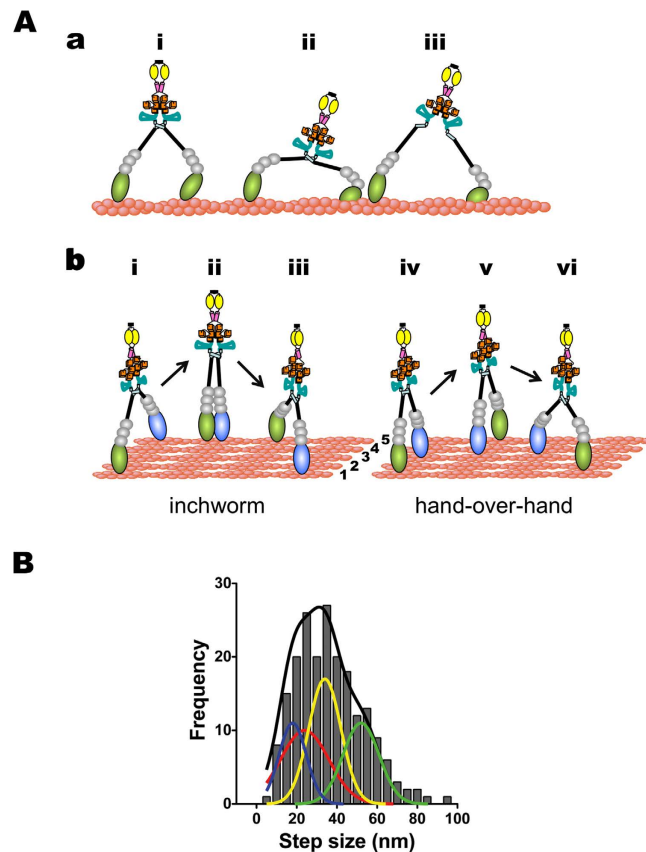 A
a
i ii iii
b
i ii iii iv v vi
1 2 3 4 5
inchworm hand-over-hand
B
30
20
10
0
Frequency
0 20 40 60 80 100
Step size (nm)